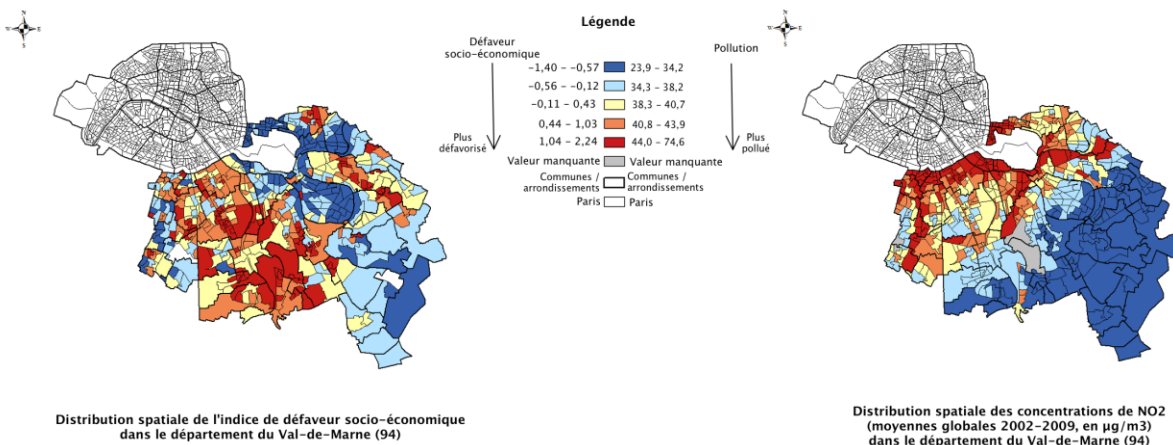 N
W E
S
Légende
Défaveur
socio-économique
Pollution
-1,40 - -0,57 23,9 - 34,2
-0,56 - -0,12 34,3 - 38,2
-0,11 - 0,43 38,3 - 40,7
0,44 - 1,03 40,8 - 43,9
1,04 - 2,24 44,0 - 74,6
Plus
défavorisé
Plus
pollué
Valeur manquante Valeur manquante
Communes / Communes /
arrondissements arrondissements
Paris Paris
N
W E
S
Distribution spatiale de l'indice de défaveur socio-économique
dans le département du Val-de-Marne (94)
Distribution spatiale des concentrations de NO2
(moyennes globales 2002-2009, en µg/m3)
dans le département du Val-de-Marne (94)